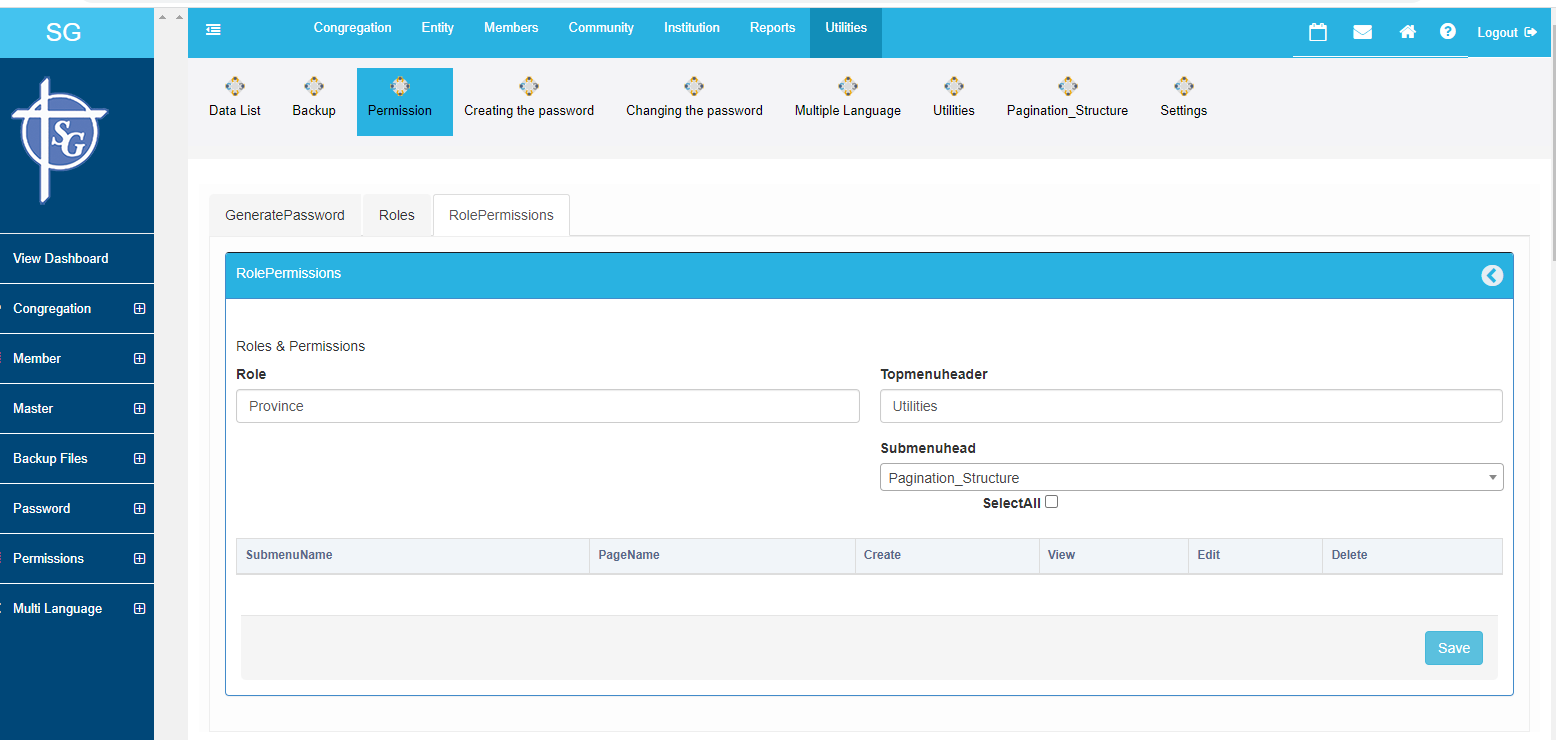 SG
Congregation Entity Members Community Institution Reports Utilities ? Logout
SG
Data List Backup Permission Creating the password Changing the password Multiple Language Utilities Pagination_Structure Settings
View Dashboard
Congregation
Member
Master
Backup Files
Password
Permissions
Multi Language
GeneratePassword Roles RolePermissions
RolePermissions
Roles & Permissions
Role Topmenuheader
Province Utilities
Submenuhead
Pagination_Structure
SelectAll
SubmenuName PageName Create View Edit Delete
Save